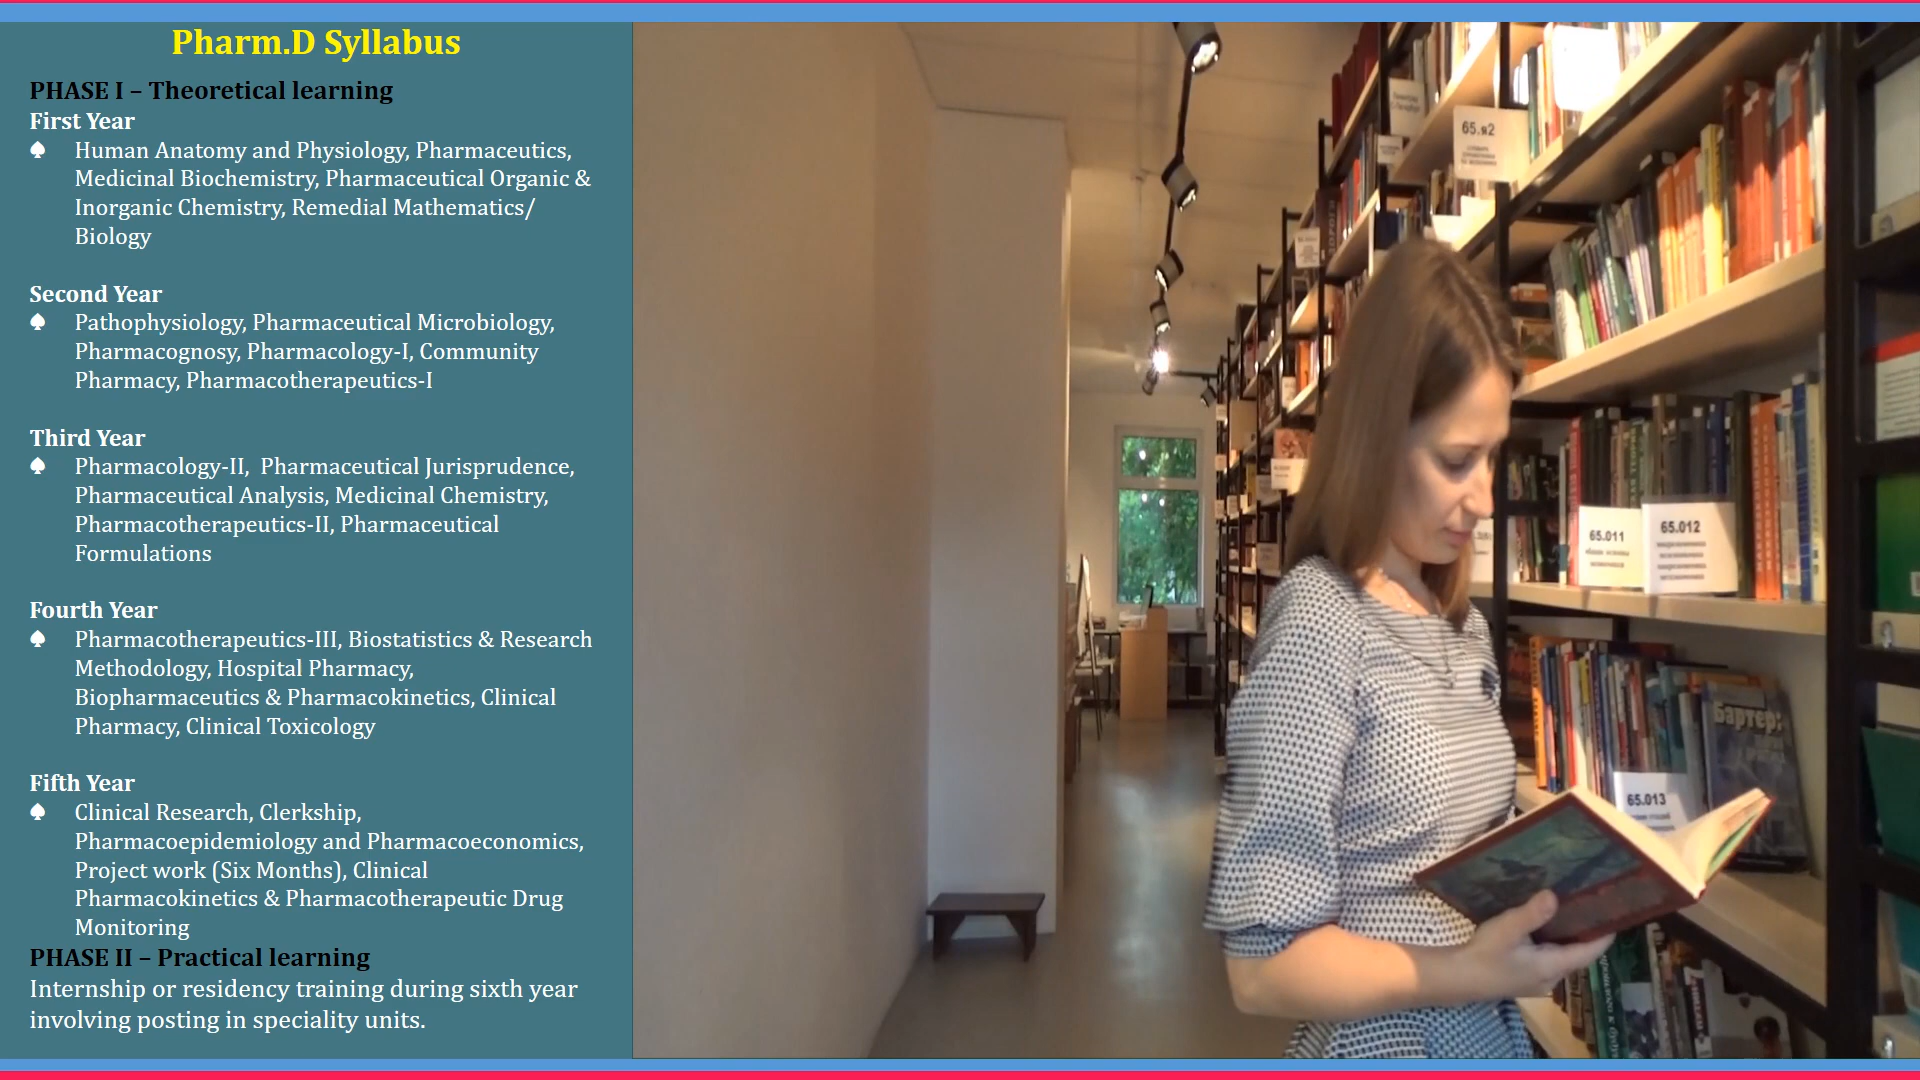 Pharm.D Syllabus
PHASE I – Theoretical learning
First Year
♠ Human Anatomy and Physiology, Pharmaceutics,
Medicinal Biochemistry, Pharmaceutical Organic &
Inorganic Chemistry, Remedial Mathematics/
Biology
Second Year
♠ Pathophysiology, Pharmaceutical Microbiology,
Pharmacognosy, Pharmacology-I, Community
Pharmacy, Pharmacotherapeutics-I
Third Year
♠ Pharmacology-II, Pharmaceutical Jurisprudence,
Pharmaceutical Analysis, Medicinal Chemistry,
Pharmacotherapeutics-II, Pharmaceutical
Formulations
Fourth Year
♠ Pharmacotherapeutics-III, Biostatistics & Research
Methodology, Hospital Pharmacy,
Biopharmaceutics & Pharmacokinetics, Clinical
Pharmacy, Clinical Toxicology
Fifth Year
♠ Clinical Research, Clerkship,
Pharmacoepidemiology and Pharmacoeconomics,
Project work (Six Months), Clinical
Pharmacokinetics & Pharmacotherapeutic Drug
Monitoring
PHASE II – Practical learning
Internship or residency training during sixth year
involving posting in speciality units.
65.я2
65.011
65.012
Бартер:
65.013